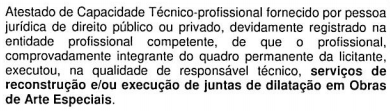 Atestado de Capacidade Técnico-profissional fornecido por pessoa
jurídica de direito público ou privado, devidamente registrado na
entidade profissional competente, de que o profissional,
comprovadamente integrante do quadro permanente da licitante,
executou, na qualidade de responsável técnico, serviços de
reconstrução e/ou execução de juntas de dilatação em Obras
de Arte Especiais.